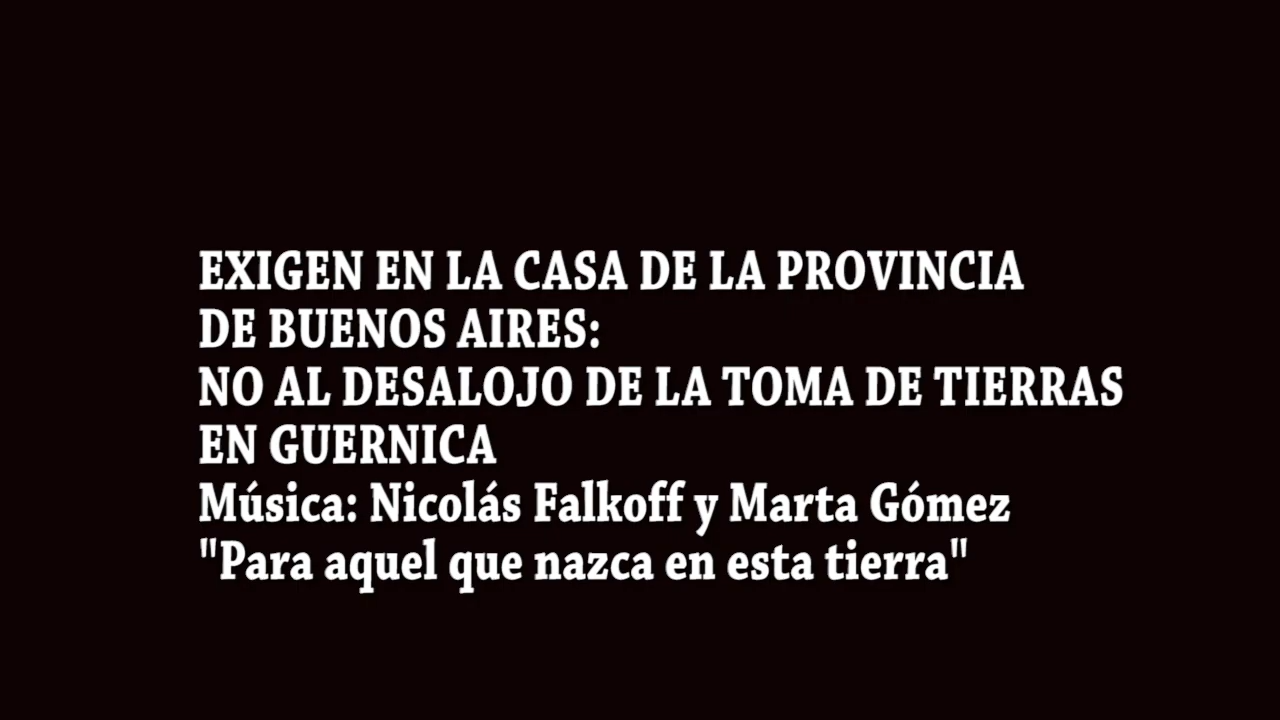 EXIGEN EN LA CASA DE LA PROVINCIA
DE BUENOS AIRES:
NO AL DESALOJO DE LA TOMA DE TIERRAS
EN GUERNICA
Música: Nicolás Falkoff y Marta Gómez
"Para aquel que nazca en esta tierra"